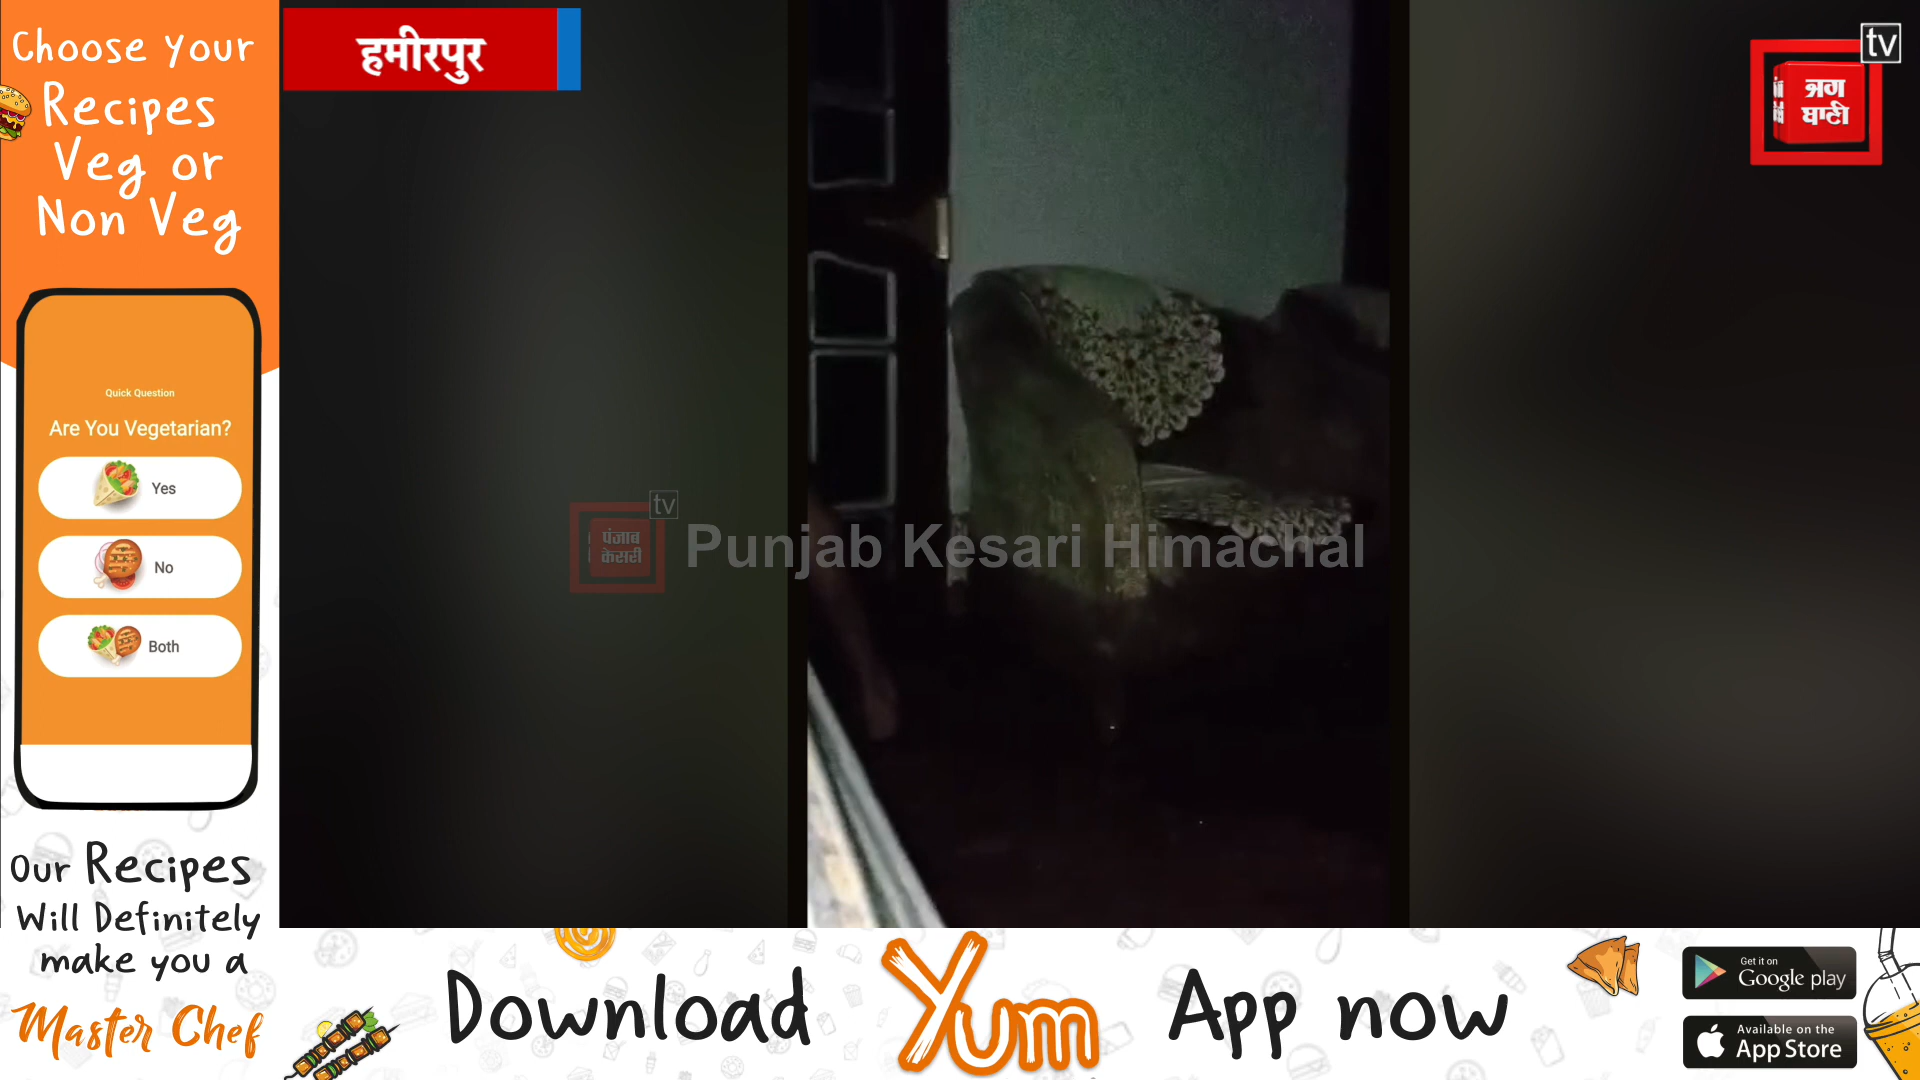 Choose Your
Recipes
Veg or
Non Veg
हमीरपुर
tv
ਜਗ
ਬਾਣੀ
Quick Question
Are You Vegetarian?
Yes
No
Both
tv
पंजाब
केसरी
Punjab Kesari Himachal
Our Recipes
Will Definitely
make you a
Master Chef
Download Yum App now
Get it on
Google play
Available on the
App Store